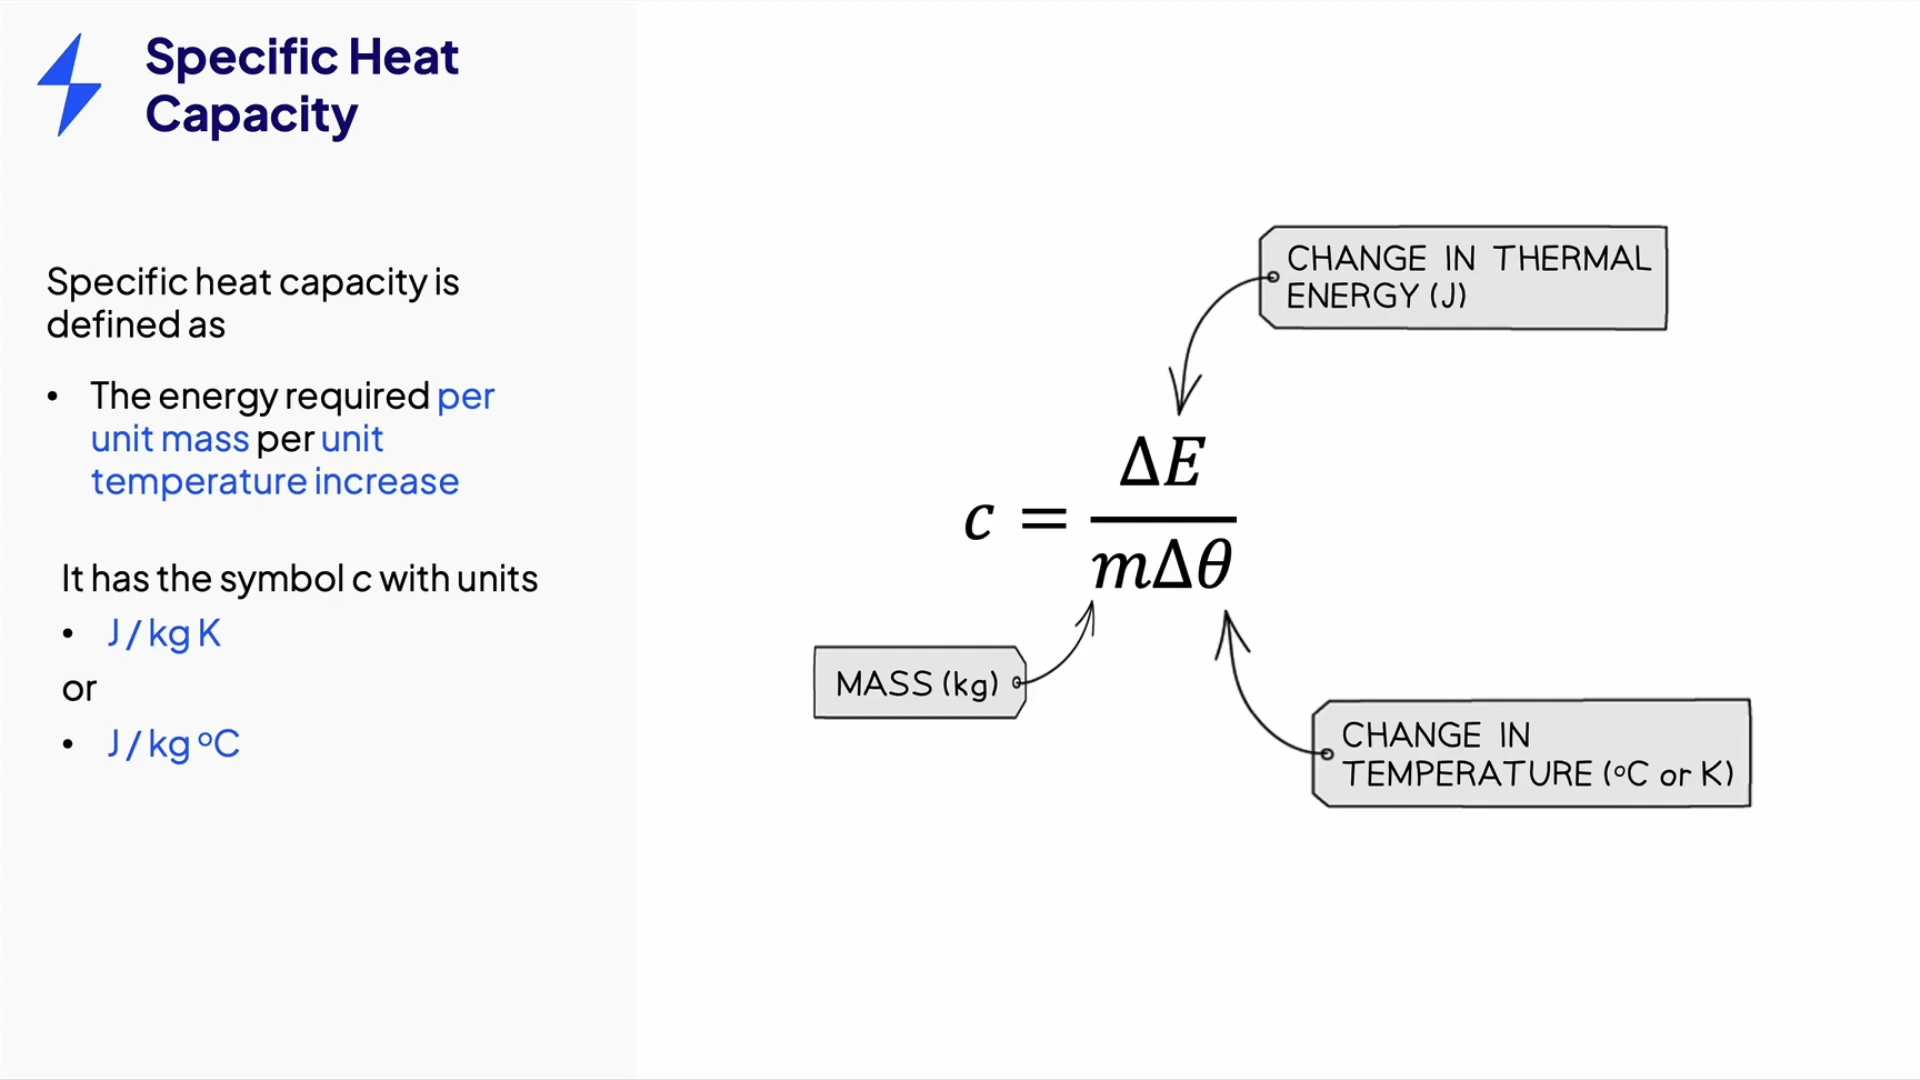 Specific Heat
Capacity
Specific heat capacity is
defined as
• The energy required per
unit mass per unit
temperature increase
It has the symbol c with units
• J / kg K
or
• J / kg ºC
CHANGE IN THERMAL
ENERGY (J)
c = ΔE / mΔθ
MASS (kg)
CHANGE IN
TEMPERATURE (ºC or K)